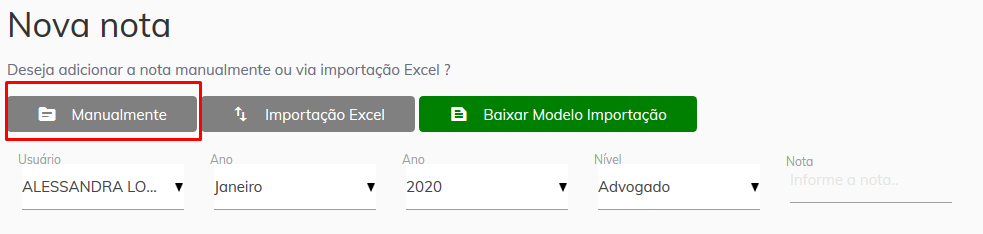 Nova nota
Deseja adicionar a nota manualmente ou via importação Excel ?
Manualmente Importação Excel Baixar Modelo Importação
Usuário Ano Ano Nível Nota
ALESSANDRA LO... Janeiro 2020 Advogado Informe a nota..